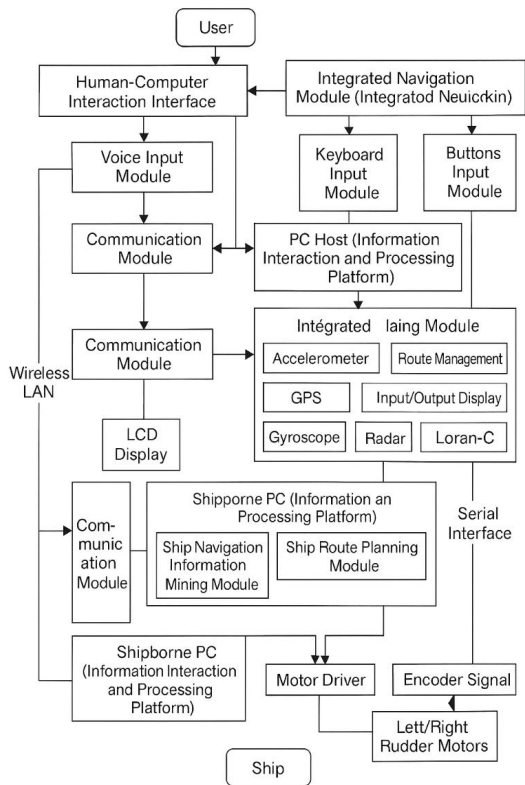 User
Human-Computer
Interaction Interface
Integrated Navigation
Module (Integratod Neuicrkin)
Voice Input
Module
Keyboard
Input
Module
Buttons
Input
Module
Communication
Module
PC Host (Information
Interaction and Processing
Platform)
Communication
Module
Intégrated laing Module
Accelerometer
Route Management
GPS
Input/Output Display
Gyroscope
Radar
Loran-C
Wireless
LAN
LCD
Display
Com-
muni
cation
Module
Shipporne PC (Information an
Processing Platform)
Ship Navigation
Information
Mining Module
Ship Route Planning
Module
Serial
Interface
Shipborne PC
(Information Interaction
and Processing
Platform)
Motor Driver
Encoder Signal
Left/Right
Rudder Motors
Ship